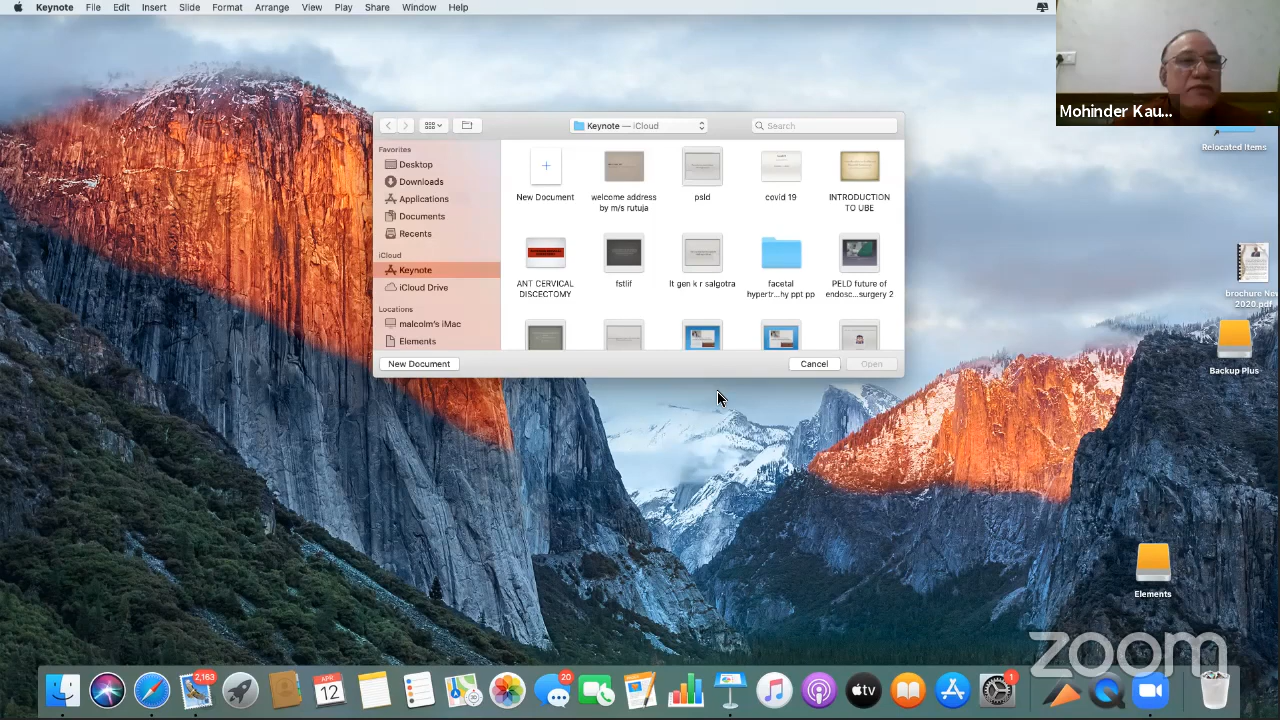 Keynote File Edit Insert Slide Format Arrange View Play Share Window Help
Mohinder Kau...
Relocated Items
Keynote — iCloud
Search
Favorites
Desktop
Downloads
Applications
Documents
Recents
iCloud
Keynote
iCloud Drive
Locations
malcolm's iMac
Elements
New Document
welcome address
by m/s rutuja
psld
covid 19
INTRODUCTION
TO UBE
ANT CERVICAL
DISCECTOMY
fstlif
lt gen k r salgotra
facetal
hypertr...hy ppt pp
PELD future of
endosc...surgery 2
New Document
Cancel
Open
brochure Nev
2020.pdf
Backup Plus
Elements
zoom
2,163
APR
12
20
tv
1